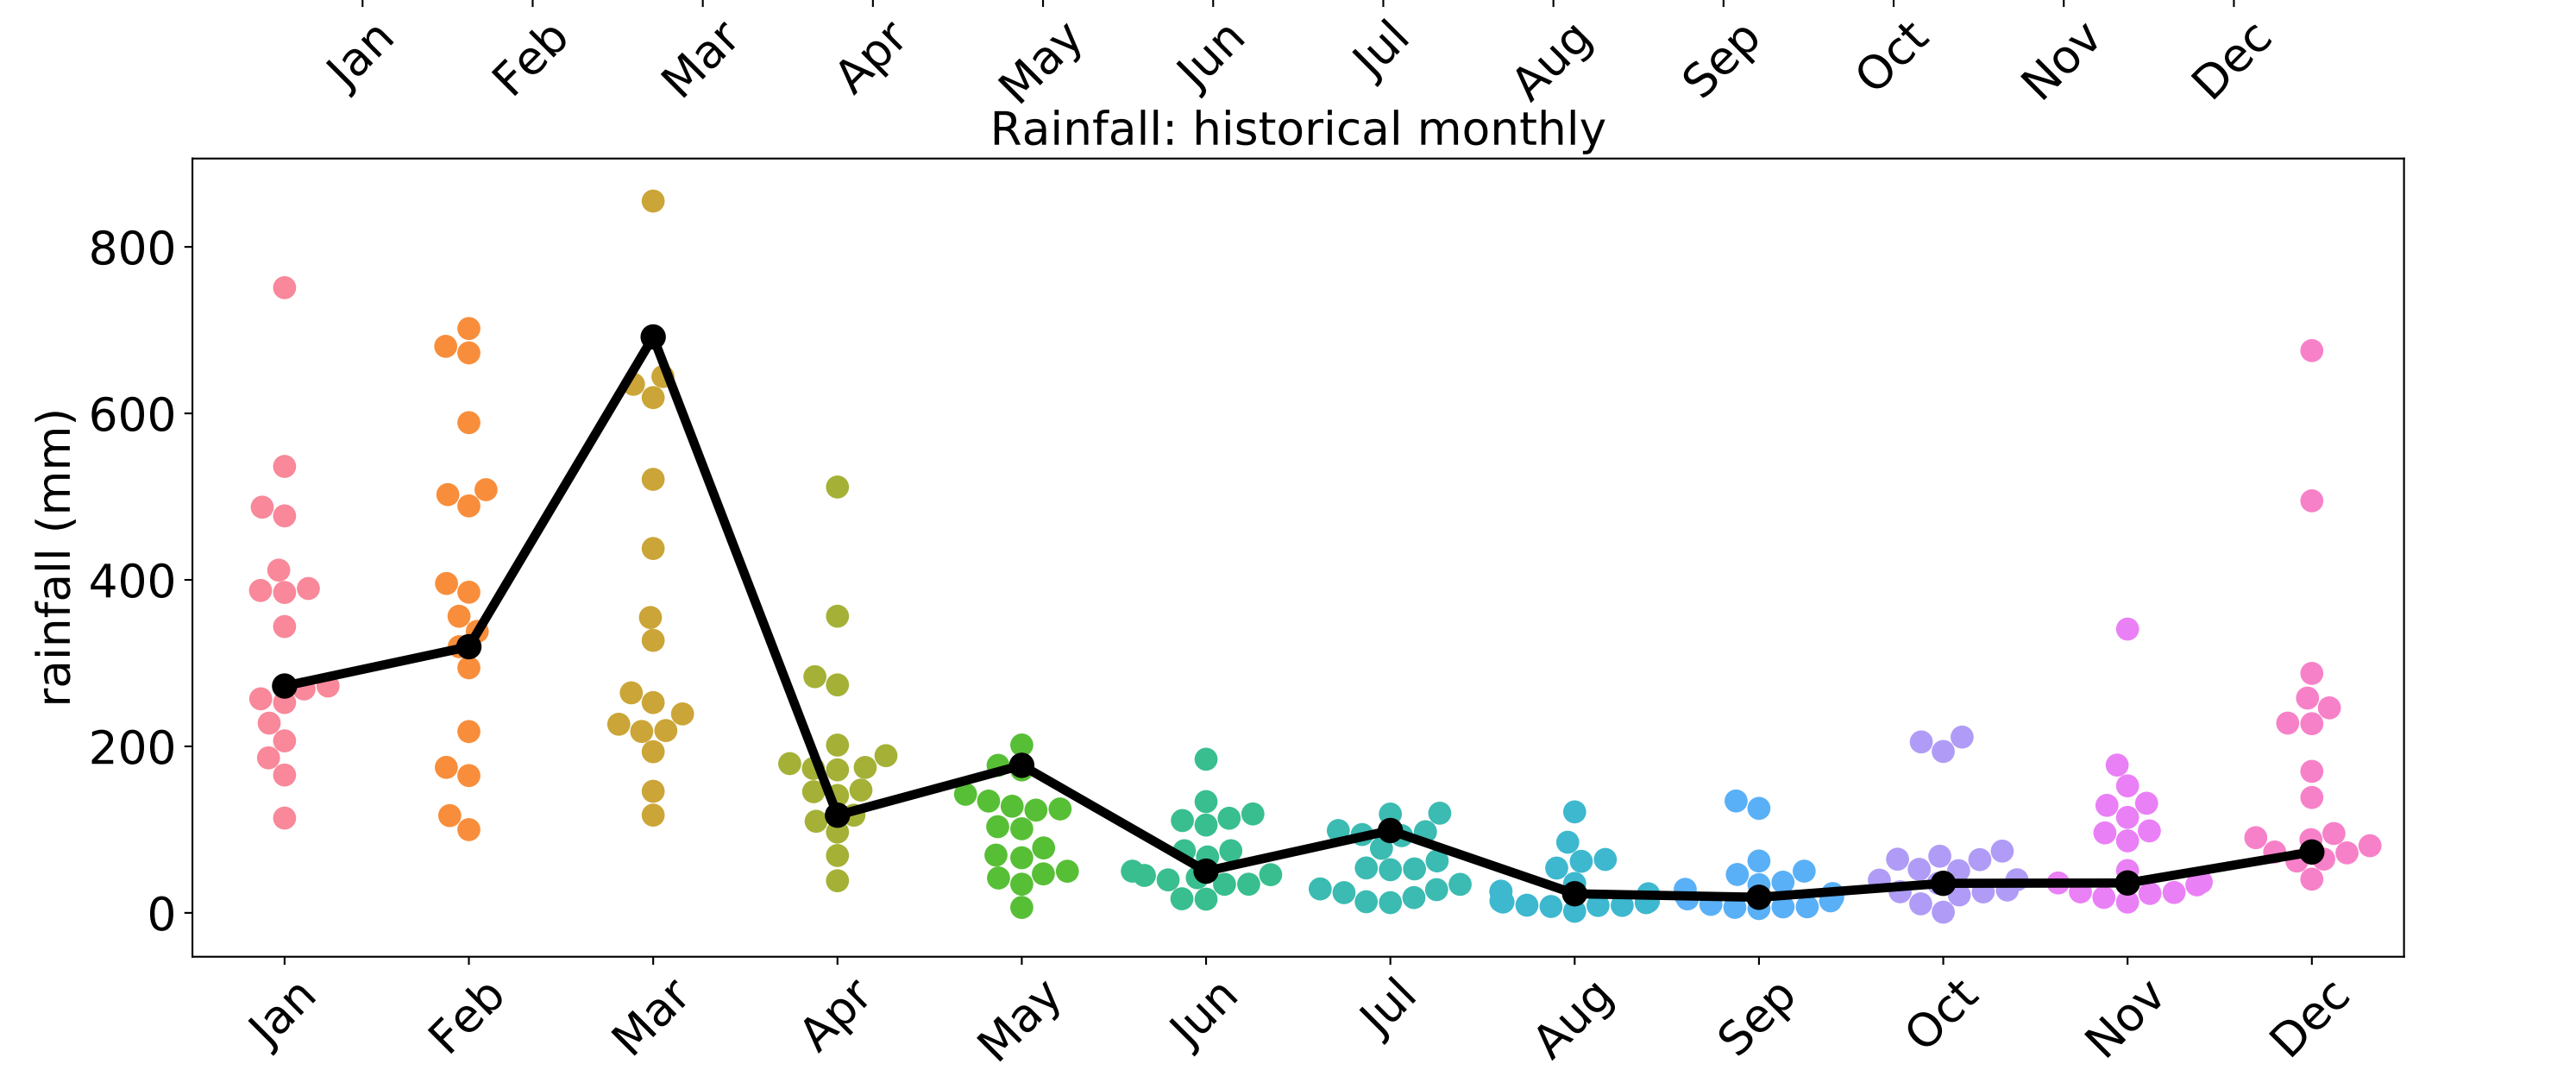 Jan Feb Mar Apr May Jun Jul Aug Sep Oct Nov Dec
Rainfall: historical monthly
rainfall (mm)
800
600
400
200
0
Jan Feb Mar Apr May Jun Jul Aug Sep Oct Nov Dec